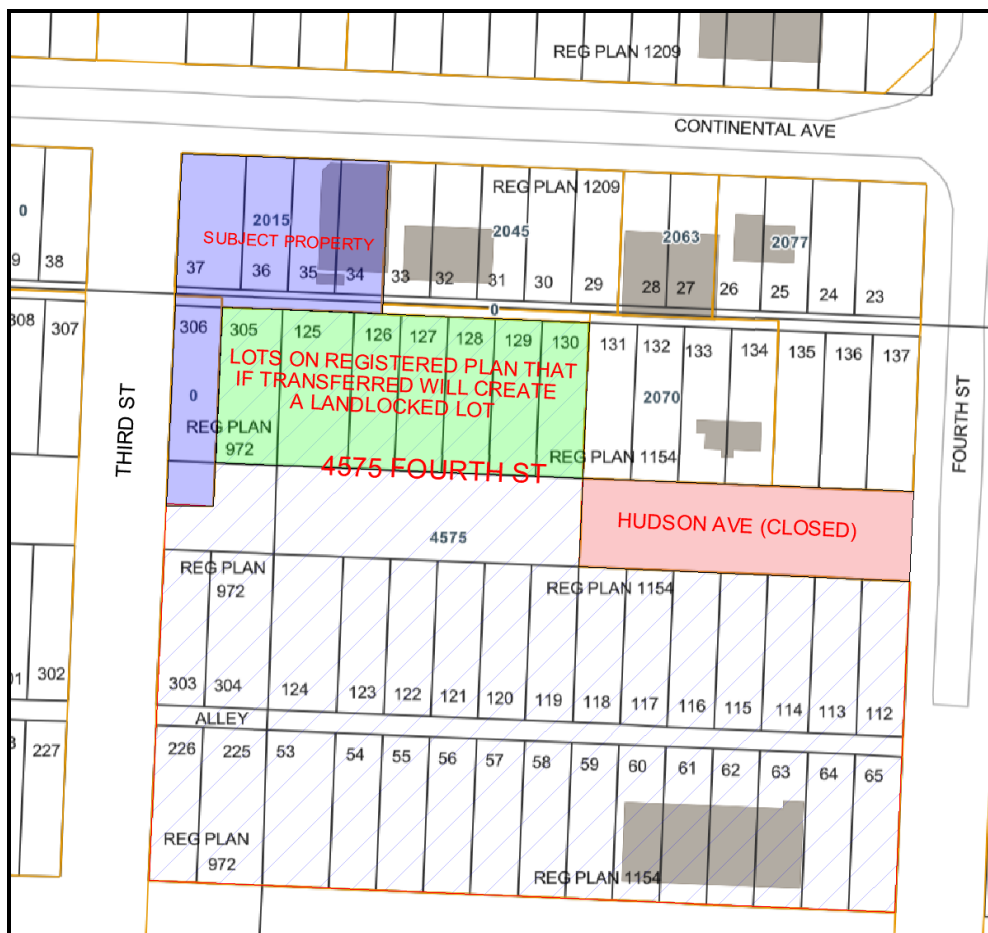 REG PLAN 1209
CONTINENTAL AVE
REG PLAN 1209
0
2015
2045
2063
2077
SUBJECT PROPERTY
9 38
37 36 35 34 33 32 31 30 29 28 27 26 25 24 23
0
308 307
306 305 125 126 127 128 129 130 131 132 133 134 135 136 137
LOTS ON REGISTERED PLAN THAT
IF TRANSFERRED WILL CREATE
A LANDLOCKED LOT
0
2070
REG PLAN
972
REG PLAN 1154
THIRD ST
FOURTH ST
4575 FOURTH ST
HUDSON AVE (CLOSED)
4575
REG PLAN
972
REG PLAN 1154
302
303 304 124 123 122 121 120 119 118 117 116 115 114 113 112
ALLEY
227
226 225 53 54 55 56 57 58 59 60 61 62 63 64 65
REG PLAN
972
REG PLAN 1154